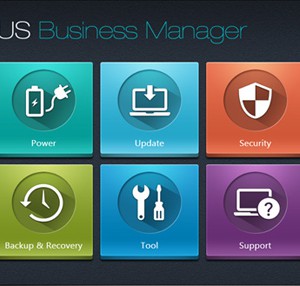 US Business Manager
Power
Update
Security
Backup & Recovery
Tool
Support